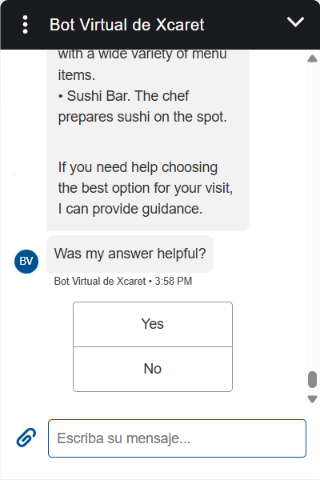 Bot Virtual de Xcaret
with a wide variety of menu
items.
• Sushi Bar. The chef
prepares sushi on the spot.
If you need help choosing
the best option for your visit,
I can provide guidance.
Was my answer helpful?
BV
Bot Virtual de Xcaret • 3:58 PM
Yes
No
Escriba su mensaje...